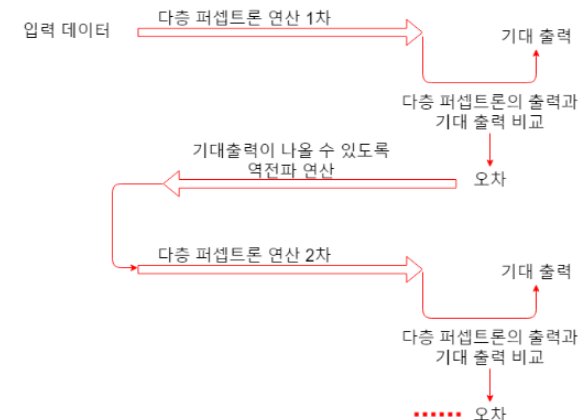 입력 데이터
다층 퍼셉트론 연산 1차
기대 출력
다층 퍼셉트론의 출력과
기대 출력 비교
기대출력이 나올 수 있도록
역전파 연산
오차
다층 퍼셉트론 연산 2차
기대 출력
다층 퍼셉트론의 출력과
기대 출력 비교
오차